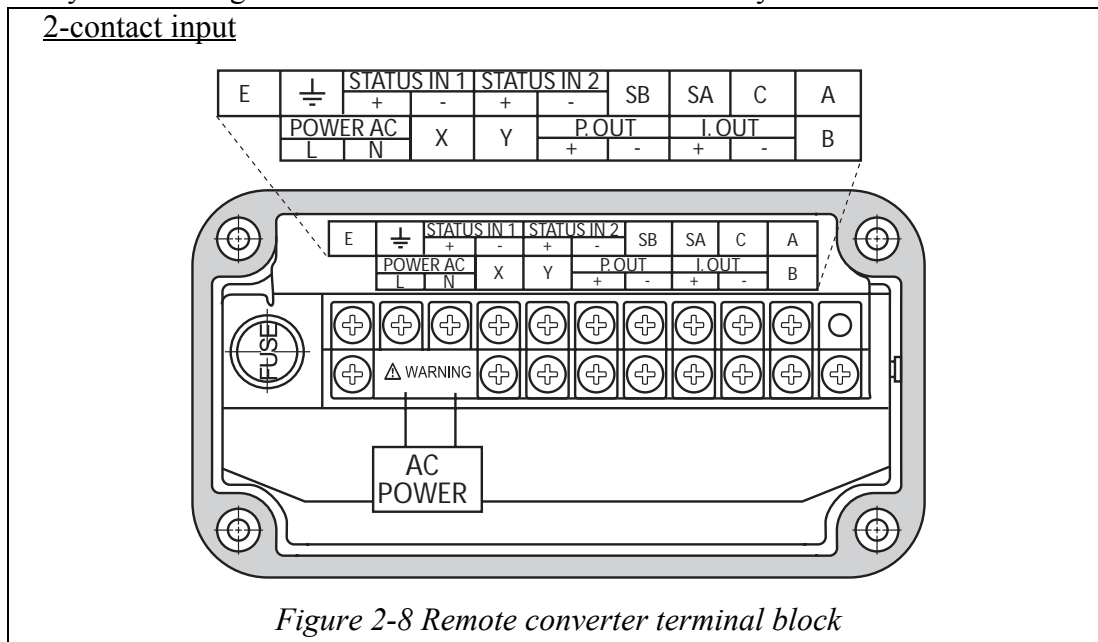 2-contact input
E ⏚ STATUS IN 1 STATUS IN 2 SB SA C A
+ - + -
POWER AC X Y P. OUT I. OUT B
L N + - + -
E ⏚ STATUS IN 1 STATUS IN 2 SB SA C A
+ - + -
POWER AC X Y P. OUT I. OUT B
L N + - + -
FUSE
⚠ WARNING
AC
POWER
Figure 2-8 Remote converter terminal block